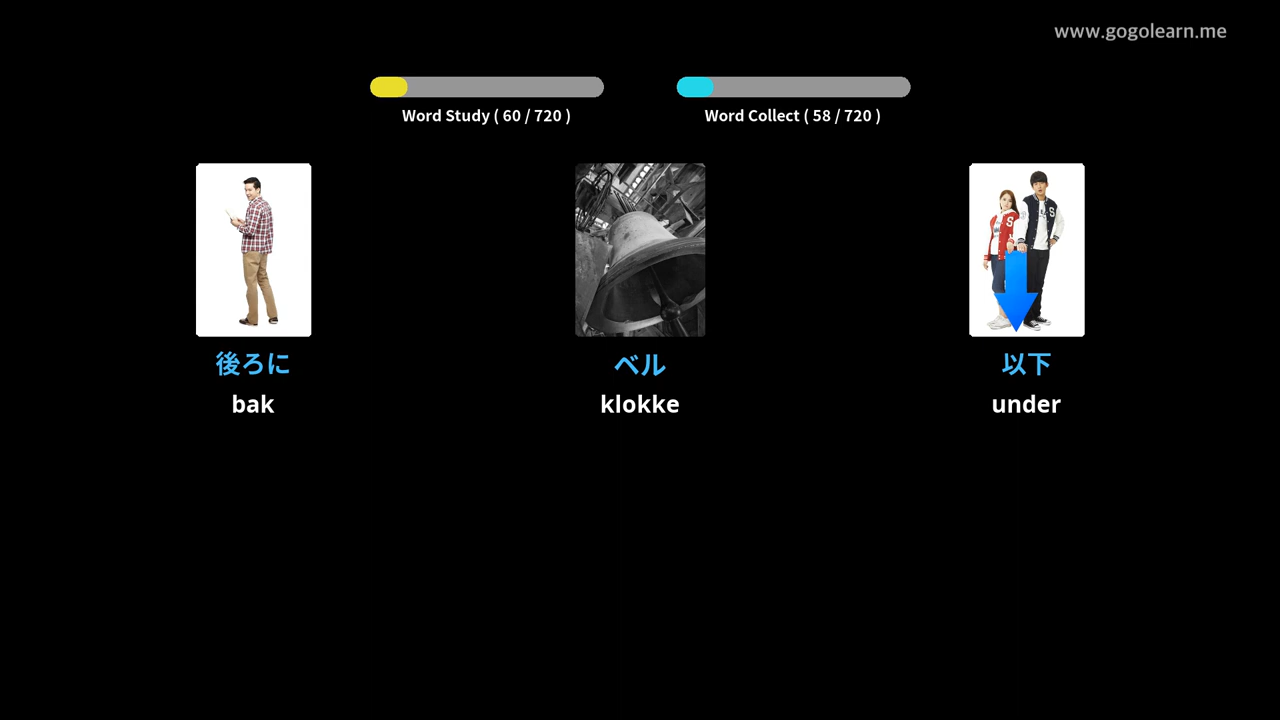 www.gogolearn.me
Word Study ( 60 / 720 )
Word Collect ( 58 / 720 )
後ろに
bak
ベル
klokke
以下
under